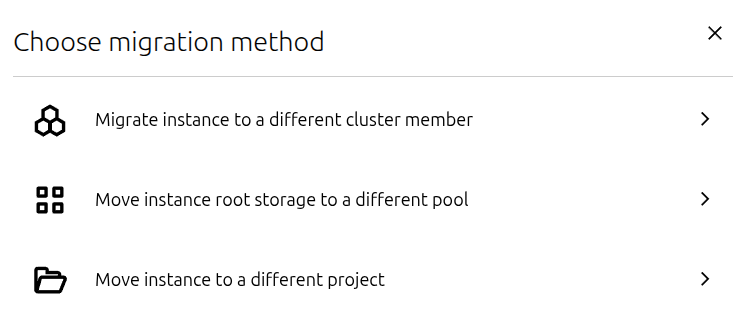 Choose migration method
Migrate instance to a different cluster member
Move instance root storage to a different pool
Move instance to a different project